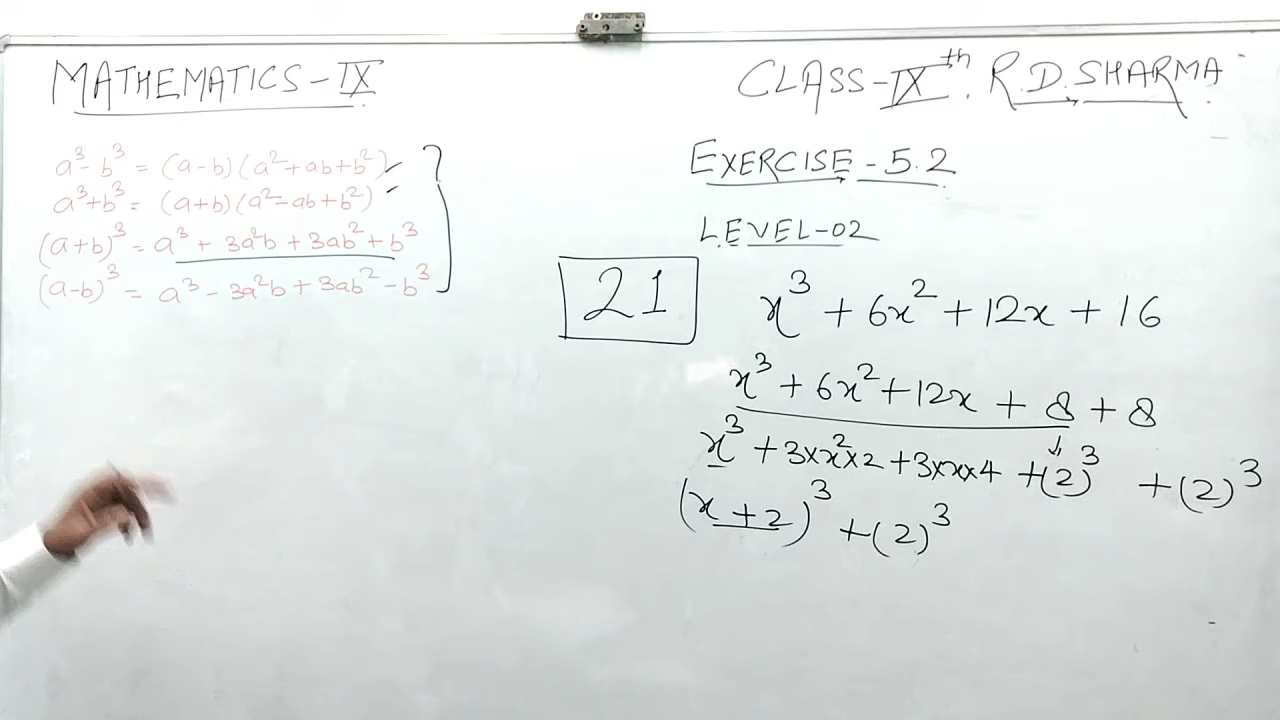 MATHEMATICS-IX
a³-b³ = (a-b)(a²+ab+b²)
a³+b³ = (a+b)(a²-ab+b²)
(a+b)³ = a³ + 3a²b + 3ab² + b³
(a-b)³ = a³ - 3a²b + 3ab² - b³
CLASS-IXth. R.D.SHARMA
EXERCISE-5.2
LEVEL-02
21
x³ + 6x² + 12x + 16
x³ + 6x² + 12x + 8 + 8
x³ + 3×x²×2 + 3×x×4 + (2)³ + (2)³
(x+2)³ + (2)³